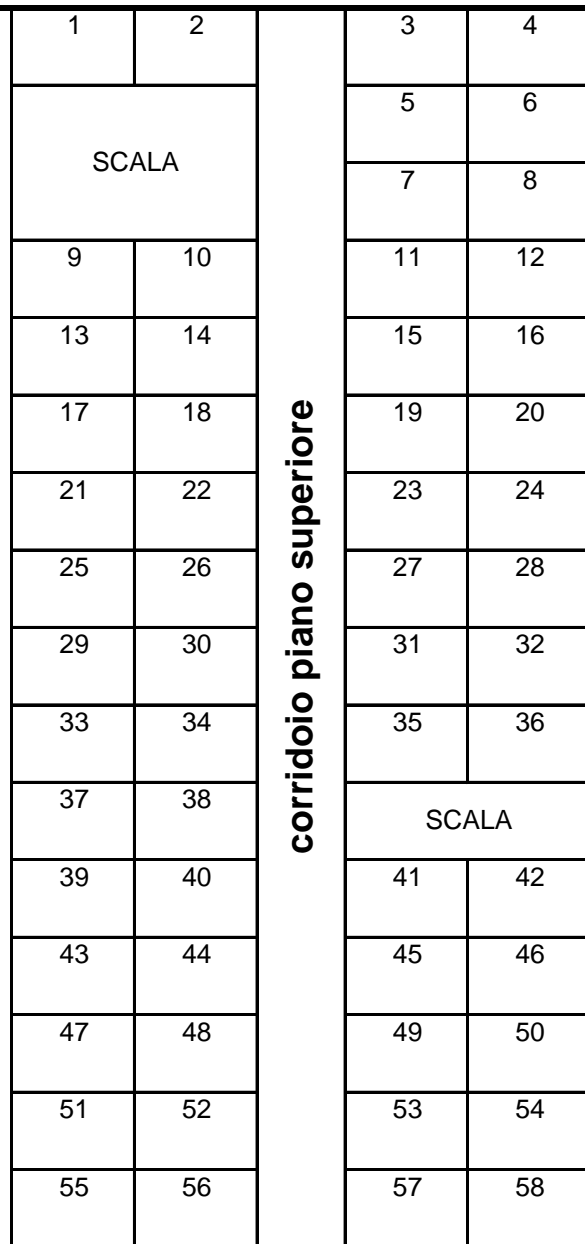 1 2 3 4
5 6
SCALA
7 8
9 10 11 12
13 14 15 16
17 18 19 20
21 22 23 24
25 26 27 28
29 30 31 32
33 34 35 36
corridoio piano superiore
37 38 SCALA
39 40 41 42
43 44 45 46
47 48 49 50
51 52 53 54
55 56 57 58